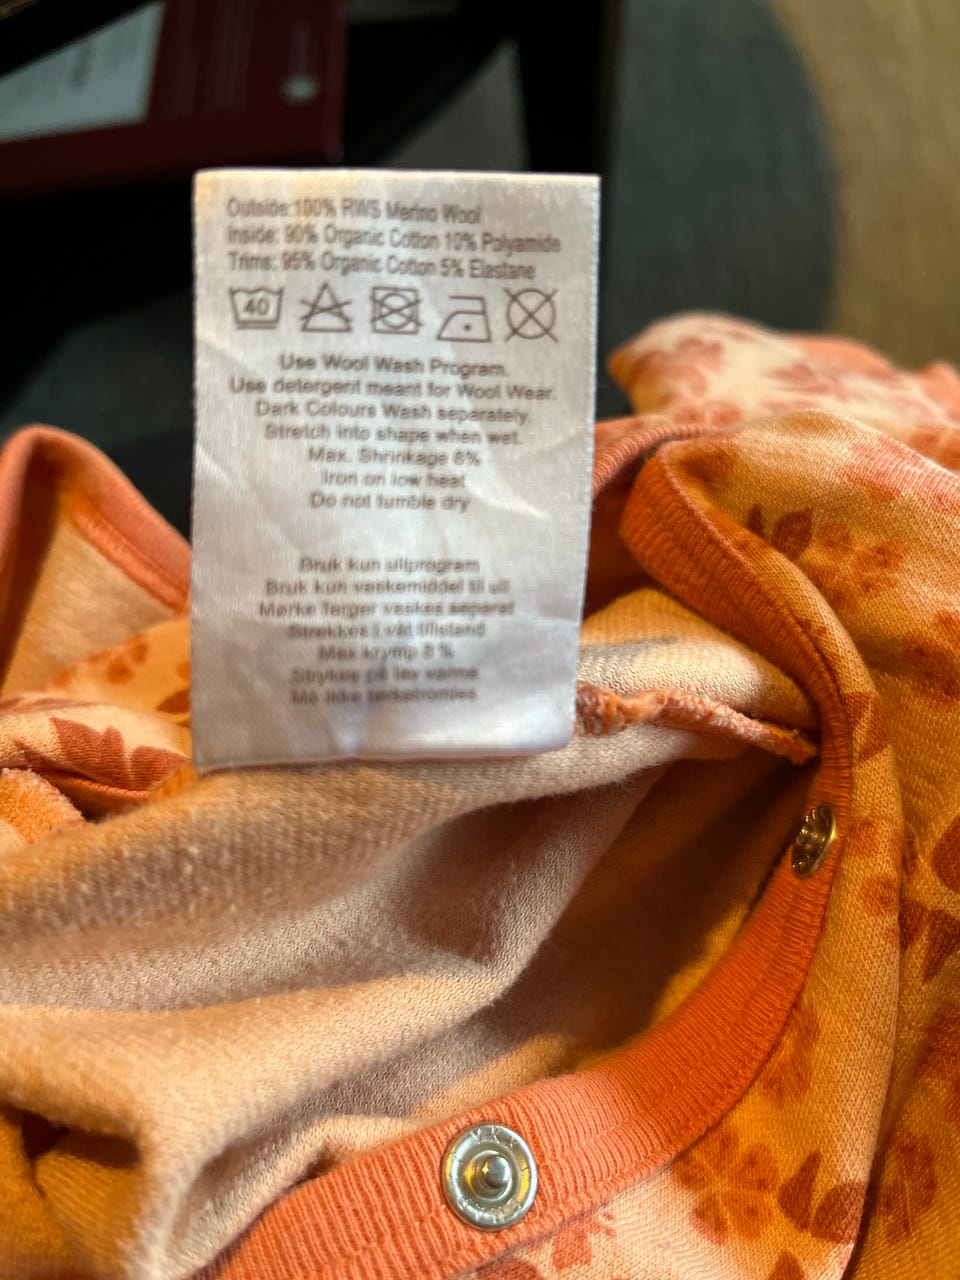 Outside:100% RWS Merino Wool
Inside: 90% Organic Cotton 10% Polyamide
Trims: 95% Organic Cotton 5% Elastane
40
Use Wool Wash Program.
Use detergent meant for Wool Wear.
Dark Colours Wash separately.
Stretch into shape when wet.
Max. Shrinkage 8%
Iron on low heat
Do not tumble dry
Bruk kun ullprogram
Bruk kun vaskemiddel til ull
Mørke farger vaskes separat
Strekkes i våt tilstand
Max krymp 8 %
Strykes på lav varme
Må ikke tørketromles
YKK